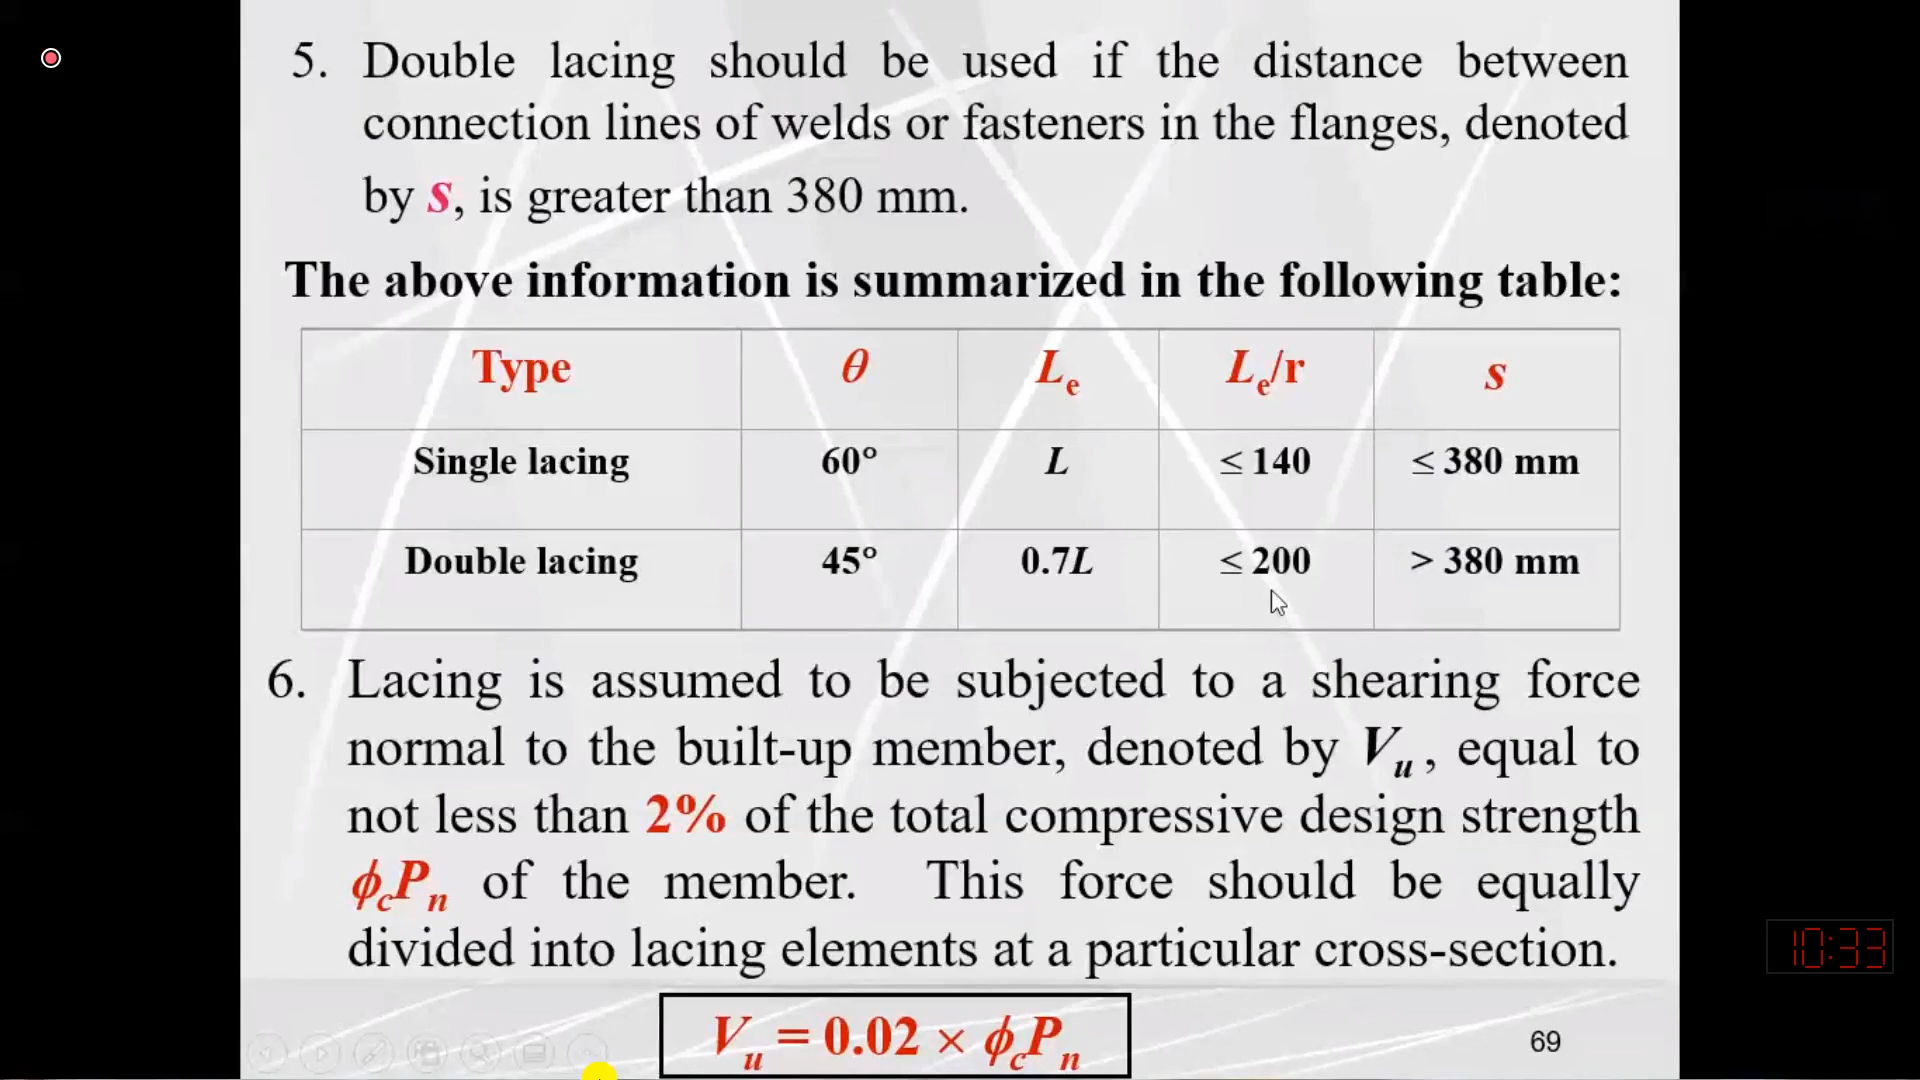 5. Double lacing should be used if the distance between
connection lines of welds or fasteners in the flanges, denoted
by s, is greater than 380 mm.
The above information is summarized in the following table:
Type θ Le Le/r s
Single lacing 60° L ≤ 140 ≤ 380 mm
Double lacing 45° 0.7L ≤ 200 > 380 mm
6. Lacing is assumed to be subjected to a shearing force
normal to the built-up member, denoted by Vu, equal to
not less than 2% of the total compressive design strength
ϕcPn of the member. This force should be equally
divided into lacing elements at a particular cross-section.
Vu = 0.02 × ϕcPn
69
10:33